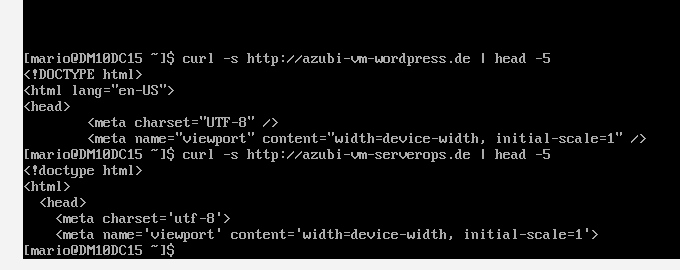 [mario@DM10DC15 ~]$ curl -s http://azubi-vm-wordpress.de | head -5
<!DOCTYPE html>
<html lang="en-US">
<head>
        <meta charset="UTF-8" />
        <meta name="viewport" content="width=device-width, initial-scale=1" />
[mario@DM10DC15 ~]$ curl -s http://azubi-vm-serverops.de | head -5
<!doctype html>
<html>
  <head>
    <meta charset='utf-8'>
    <meta name='viewport' content='width=device-width, initial-scale=1'>
[mario@DM10DC15 ~]$